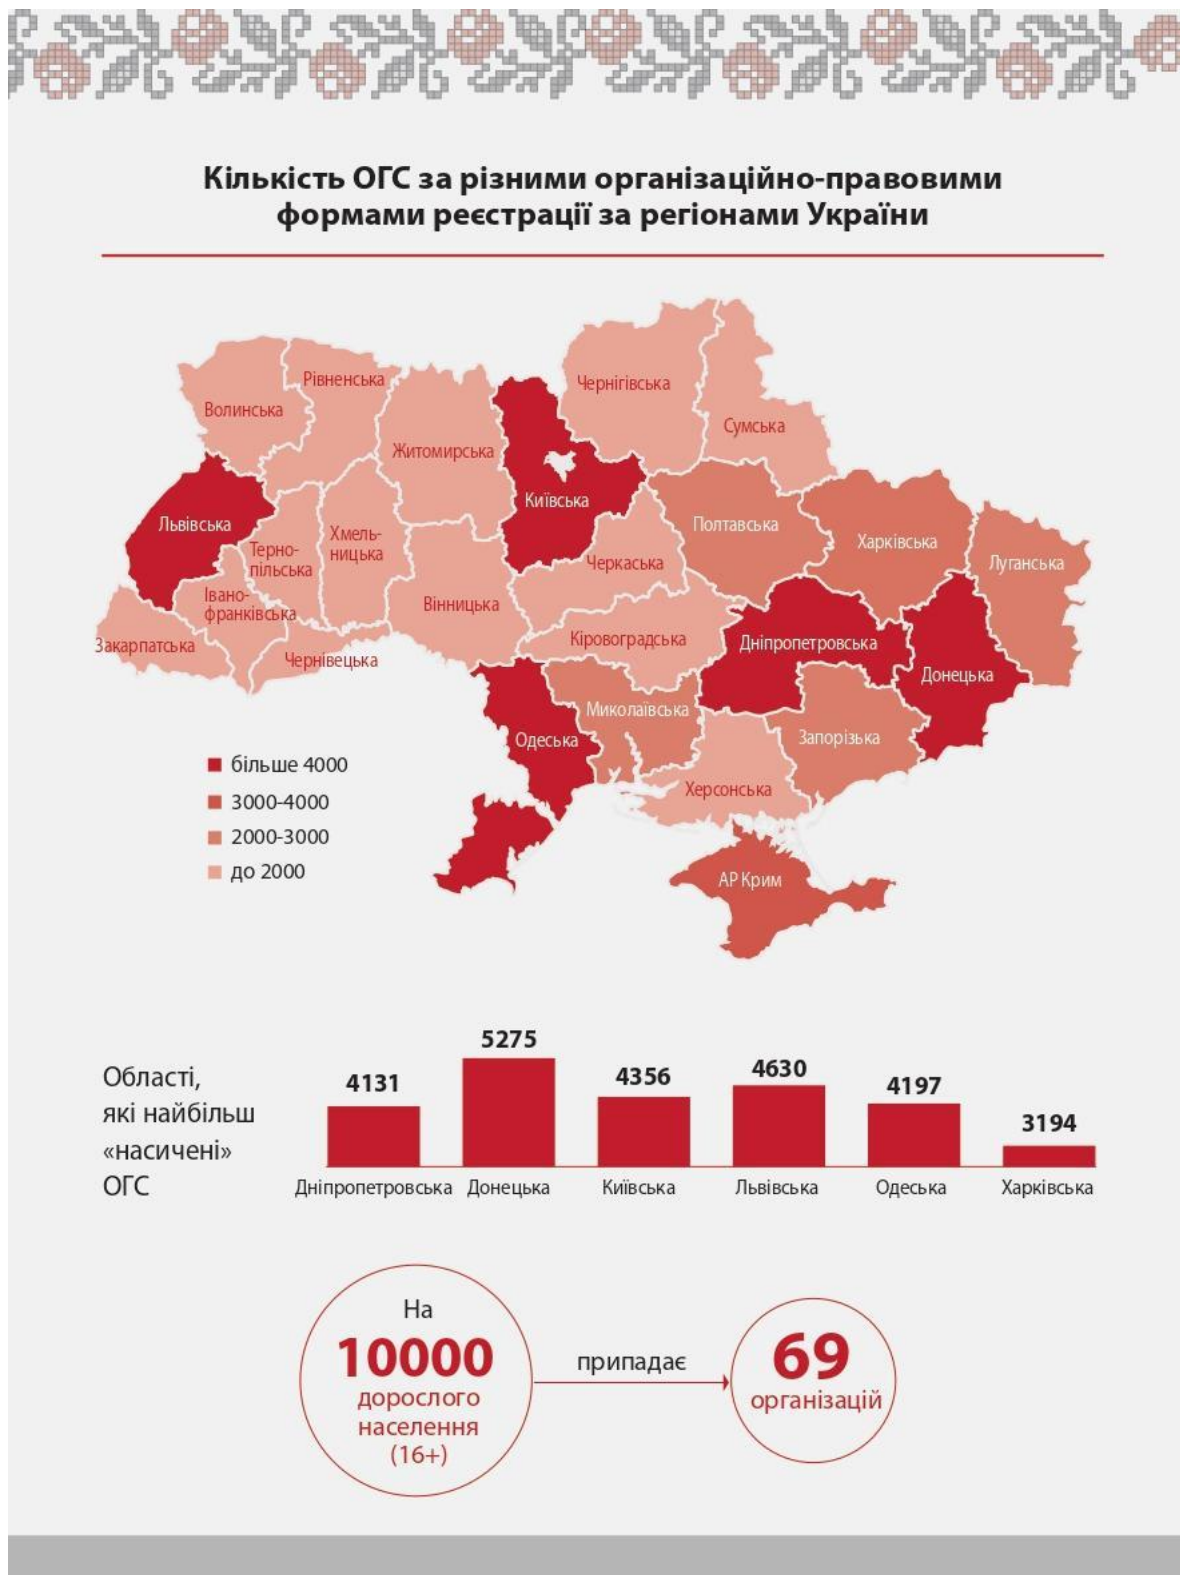 Кількість ОГС за різними організаційно-правовими
формами реєстрації за регіонами України
Рівненська
Волинська
Чернігівська
Сумська
Житомирська
Київська
Львівська
Полтавська
Харківська
Хмель-
ницька
Терно-
пільська
Луганська
Черкаська
Івано-
франківська
Вінницька
Закарпатська
Чернівецька
Кіровоградська
Дніпропетровська
Донецька
Миколаївська
Одеська
Запорізька
Херсонська
АР Крим
більше 4000
3000-4000
2000-3000
до 2000
Області,
які найбільш
«насичені»
ОГС
4131
5275
4356
4630
4197
3194
Дніпропетровська
Донецька
Київська
Львівська
Одеська
Харківська
На
10000
дорослого
населення
(16+)
припадає
69
організацій